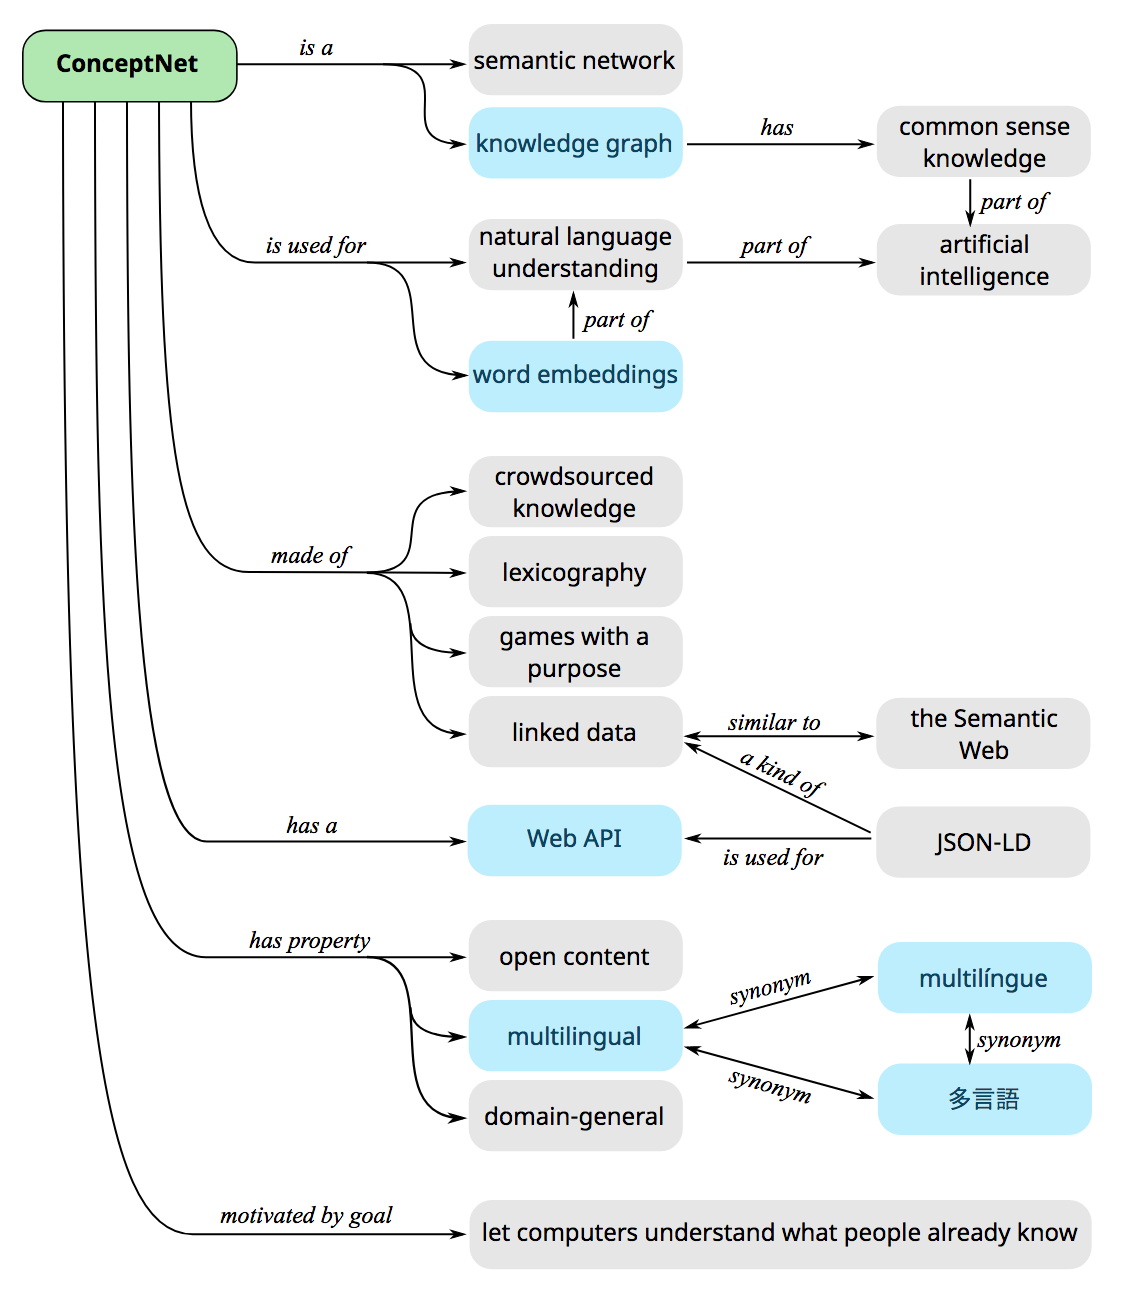 ConceptNet
is a
semantic network
knowledge graph
has
common sense
knowledge
part of
is used for
natural language
understanding
part of
artificial
intelligence
part of
word embeddings
made of
crowdsourced
knowledge
lexicography
games with a
purpose
linked data
similar to
the Semantic
Web
a kind of
has a
Web API
is used for
JSON-LD
has property
open content
multilingual
domain-general
synonym
multilíngue
synonym
synonym
多言語
motivated by goal
let computers understand what people already know